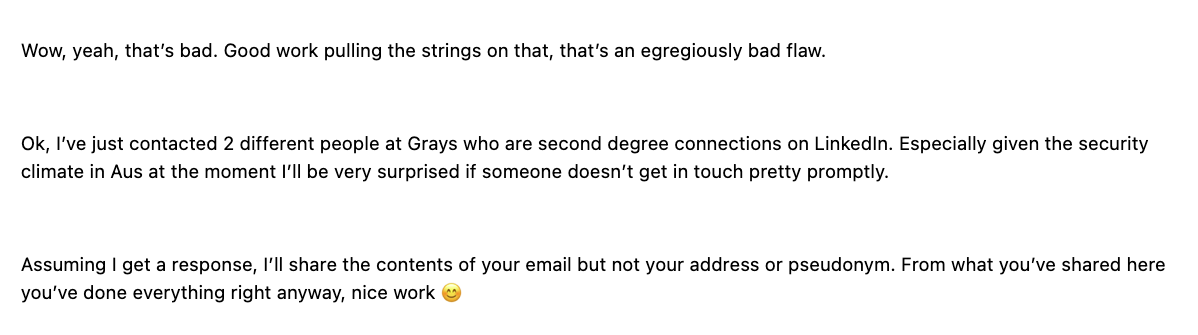 Wow, yeah, that’s bad. Good work pulling the strings on that, that’s an egregiously bad flaw.
Ok, I’ve just contacted 2 different people at Grays who are second degree connections on LinkedIn. Especially given the security
climate in Aus at the moment I’ll be very surprised if someone doesn’t get in touch pretty promptly.
Assuming I get a response, I’ll share the contents of your email but not your address or pseudonym. From what you’ve shared here
you’ve done everything right anyway, nice work 😊